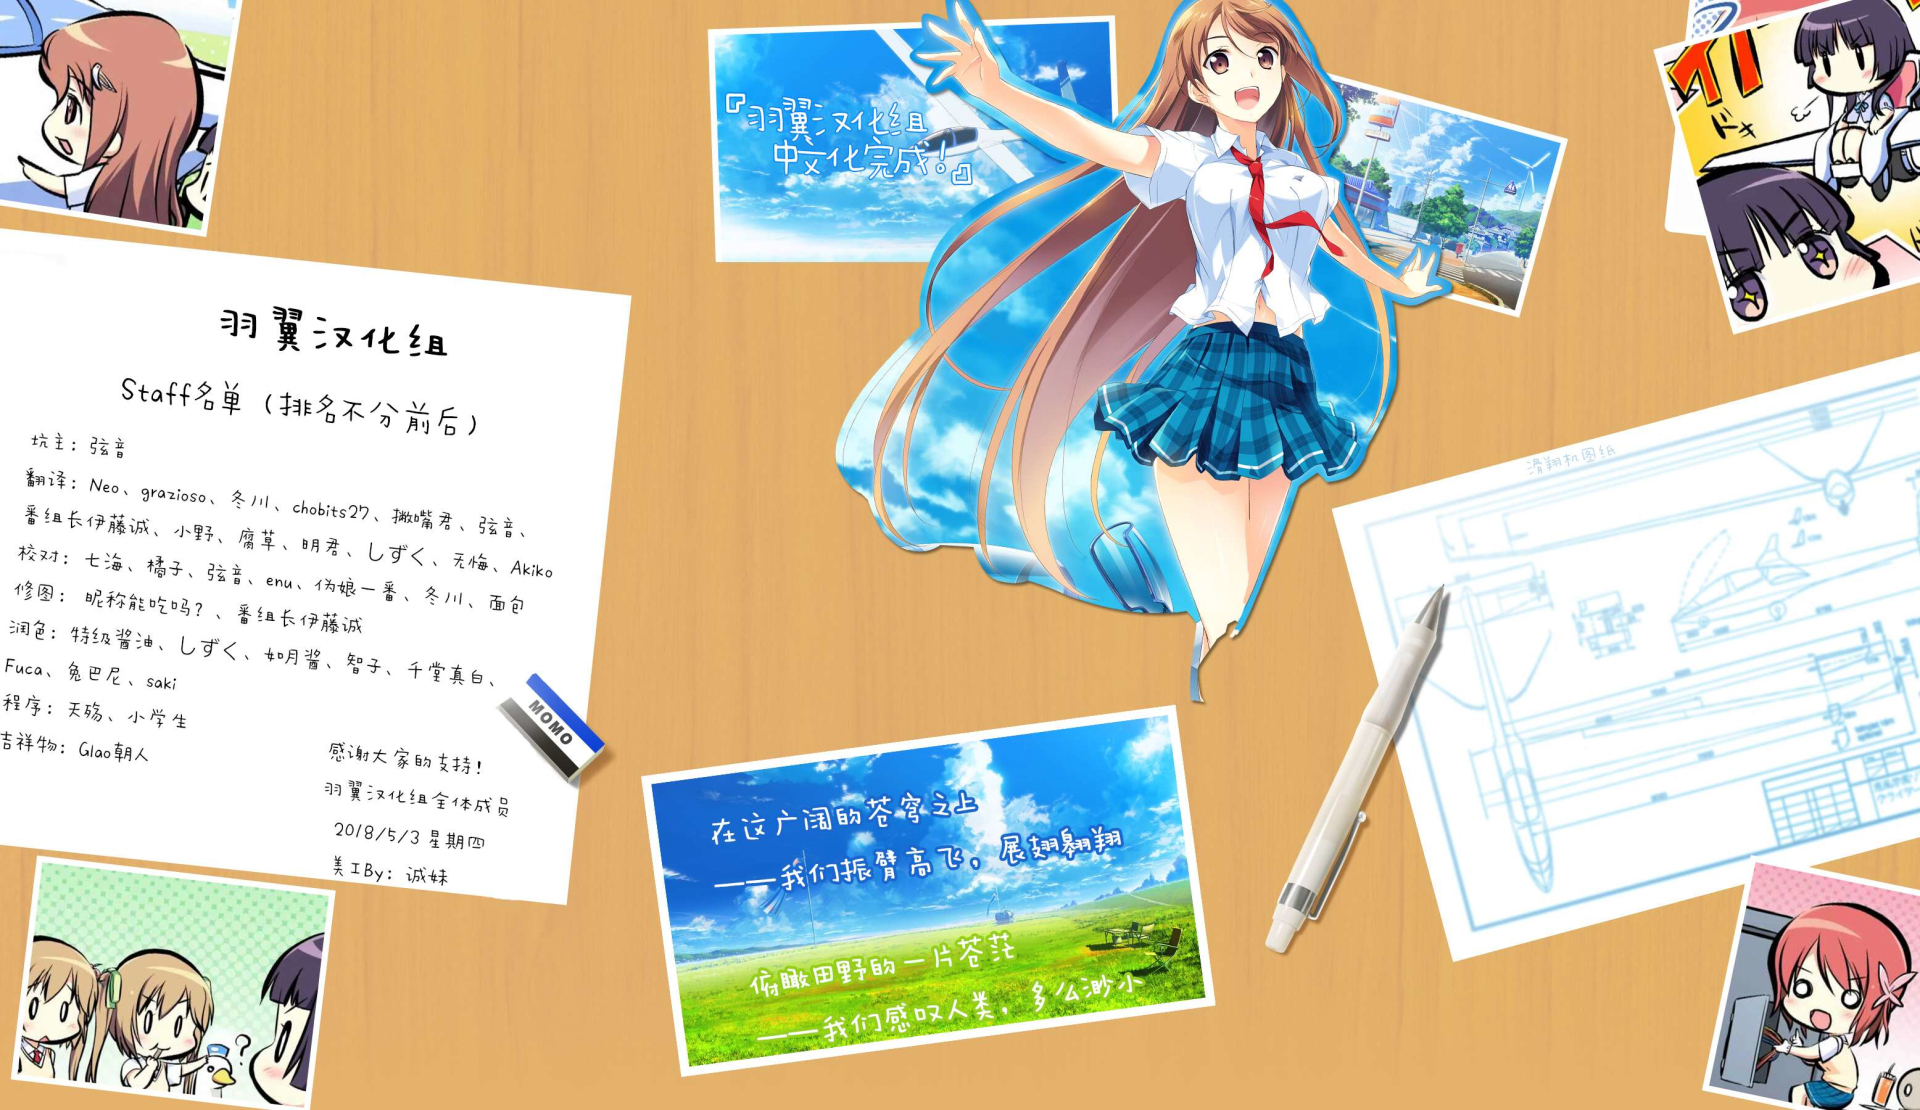 『羽翼汉化组
中文化完成！』
ドキ
羽翼汉化组
Staff名单（排名不分前后）
坑主：弦音
翻译：Neo、grazioso、冬川、chobits27、撇嘴君、弦音、
番组长伊藤诚、小野、腐草、明君、しずく、无悔、Akiko
校对：七海、橘子、弦音、enu、伪娘一番、冬川、面包
修图：昵称能吃吗？、番组长伊藤诚
润色：特级酱油、しずく、如月酱、智子、千堂真白、
Fuca、兔巴尼、saki
程序：天殇、小学生
吉祥物：Glao朝人
感谢大家的支持！
羽翼汉化组全体成员
2018/5/3 星期四
美工By：诚妹
MOMO
滑翔机图纸
在这广阔的苍穹之上
——我们振臂高飞，展翅翱翔
俯瞰田野的一片苍茫
——我们感叹人类，多么渺小
?